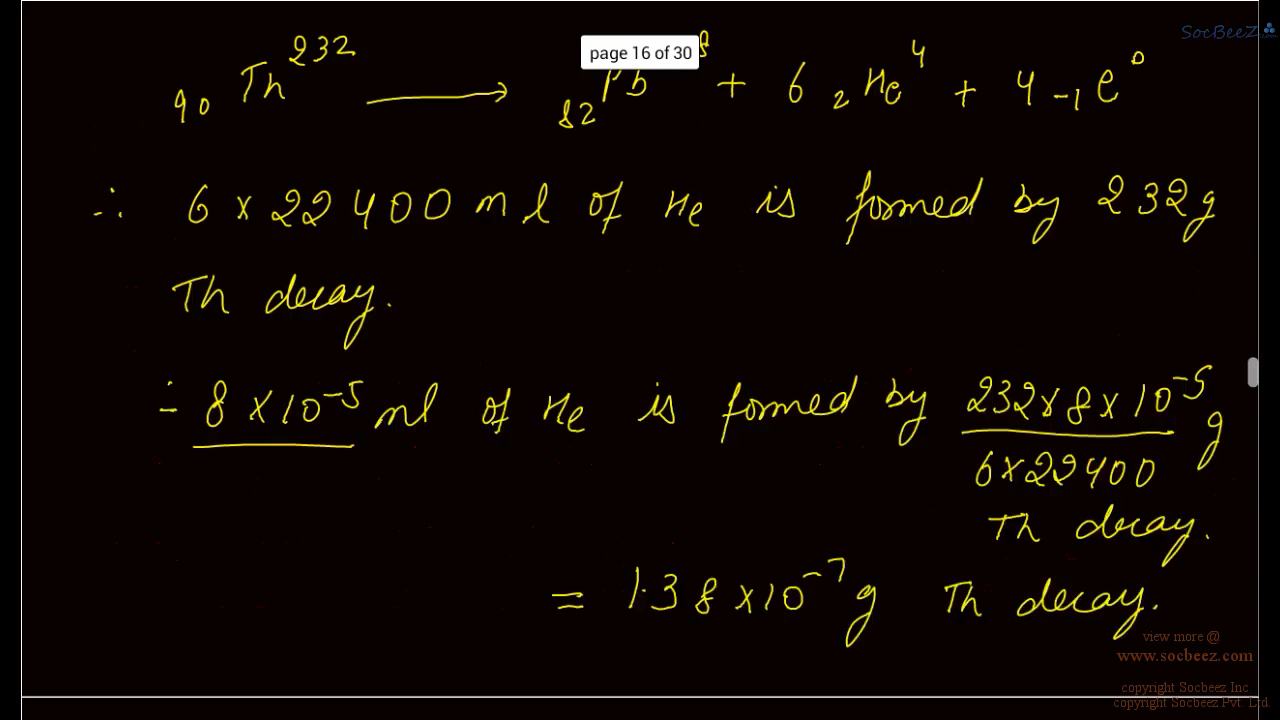 SocBeeZ
page 16 of 30
₉₀Th²³² ⟶ ₈₂Pb + 6 ₂He⁴ + 4 ₋₁e⁰
∴ 6 × 22400 ml of He is formed by 232g
Th decay.
∴ 8 × 10⁻⁵ ml of He is formed by 232 × 8 × 10⁻⁵ g
6 × 22400
Th decay.
= 1.38 × 10⁻⁷ g Th decay.
view more @
www.socbeez.com
copyright Socbeez Inc
copyright Socbeez Pvt Ltd